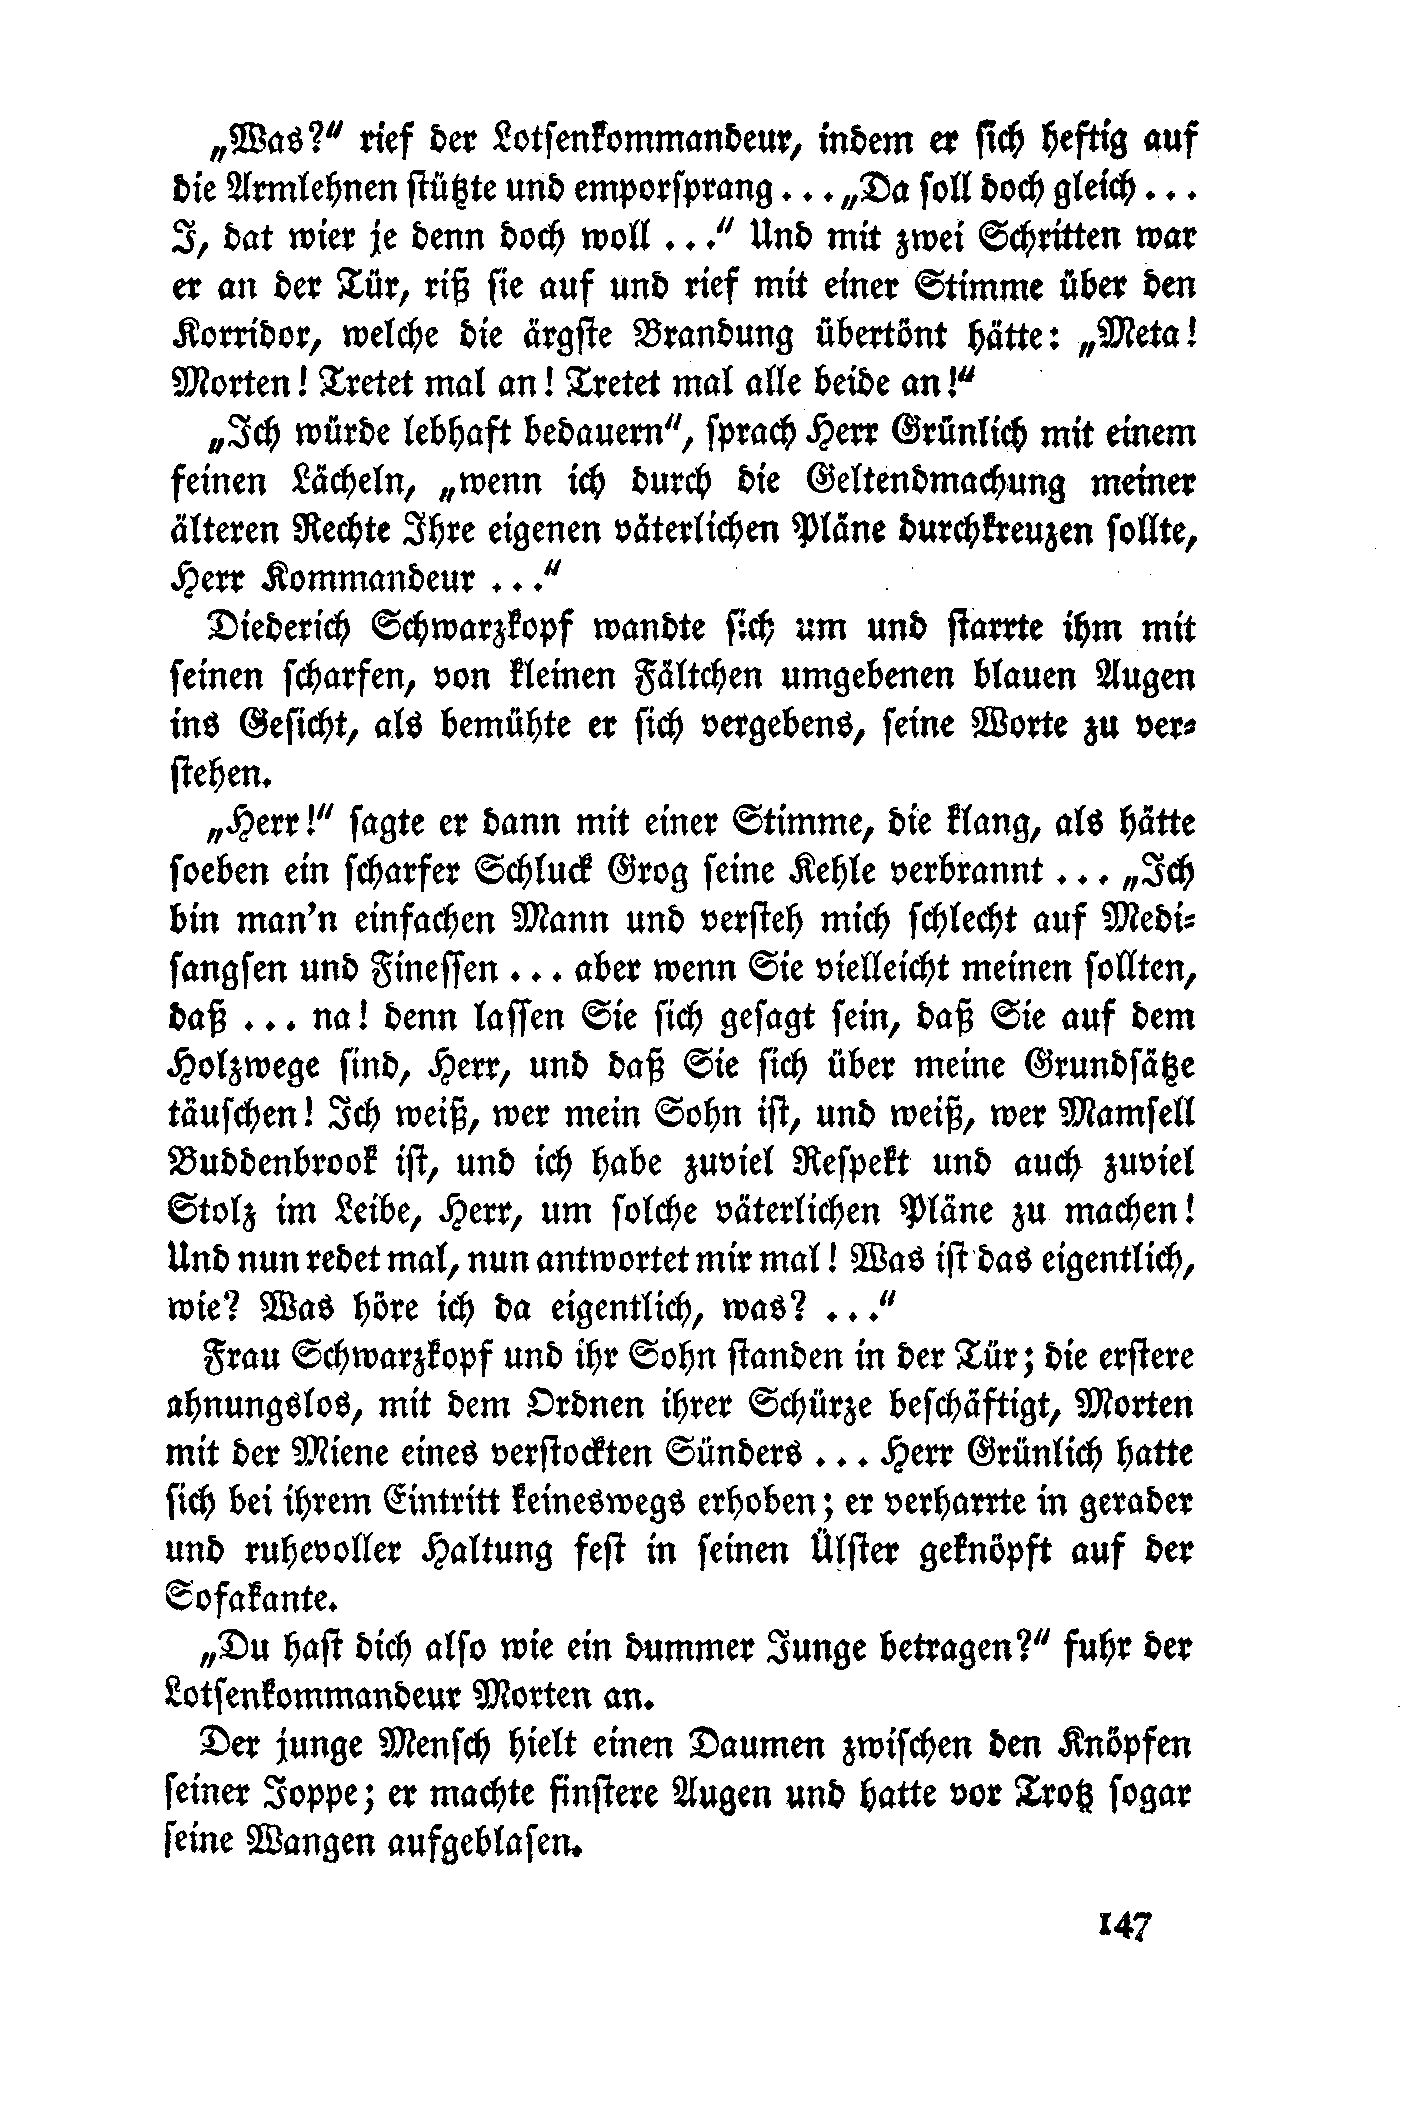 „Was?“ rief der Lotsenkommandeur, indem er sich heftig auf
die Armlehnen stützte und emporsprang... „Da soll doch gleich...
I, dat wier je denn doch woll ...“ Und mit zwei Schritten war
er an der Tür, riß sie auf und rief mit einer Stimme über den
Korridor, welche die ärgste Brandung übertönt hätte: „Meta!
Morten! Tretet mal an! Tretet mal alle beide an!“
„Ich würde lebhaft bedauern“, sprach Herr Grünlich mit einem
feinen Lächeln, „wenn ich durch die Geltendmachung meiner
älteren Rechte Ihre eigenen väterlichen Pläne durchkreuzen sollte,
Herr Kommandeur ...“
Diederich Schwarzkopf wandte sich um und starrte ihm mit
seinen scharfen, von kleinen Fältchen umgebenen blauen Augen
ins Gesicht, als bemühte er sich vergebens, seine Worte zu ver-
stehen.
„Herr!“ sagte er dann mit einer Stimme, die klang, als hätte
soeben ein scharfer Schluck Grog seine Kehle verbrannt ... „Ich
bin man'n einfachen Mann und versteh mich schlecht auf Medi-
sangsen und Finessen ... aber wenn Sie vielleicht meinen sollten,
daß ... na! denn lassen Sie sich gesagt sein, daß Sie auf dem
Holzwege sind, Herr, und daß Sie sich über meine Grundsätze
täuschen! Ich weiß, wer mein Sohn ist, und weiß, wer Mamsell
Buddenbrook ist, und ich habe zuviel Respekt und auch zuviel
Stolz im Leibe, Herr, um solche väterlichen Pläne zu machen!
Und nun redet mal, nun antwortet mir mal! Was ist das eigentlich,
wie? Was höre ich da eigentlich, was? ...“
Frau Schwarzkopf und ihr Sohn standen in der Tür; die erstere
ahnungslos, mit dem Ordnen ihrer Schürze beschäftigt, Morten
mit der Miene eines verstockten Sünders ... Herr Grünlich hatte
sich bei ihrem Eintritt keineswegs erhoben; er verharrte in gerader
und ruhevoller Haltung fest in seinen Ülster geknöpft auf der
Sofakante.
„Du hast dich also wie ein dummer Junge betragen?“ fuhr der
Lotsenkommandeur Morten an.
Der junge Mensch hielt einen Daumen zwischen den Knöpfen
seiner Joppe; er machte finstere Augen und hatte vor Trotz sogar
seine Wangen aufgeblasen.
147